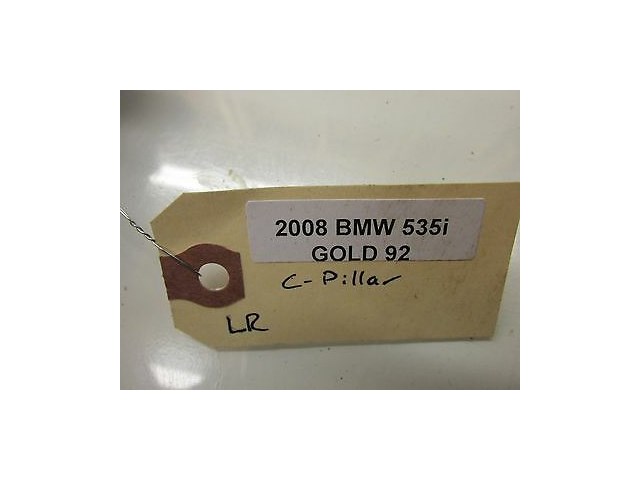 2008 BMW 535i
GOLD 92
C-Pillar
LR